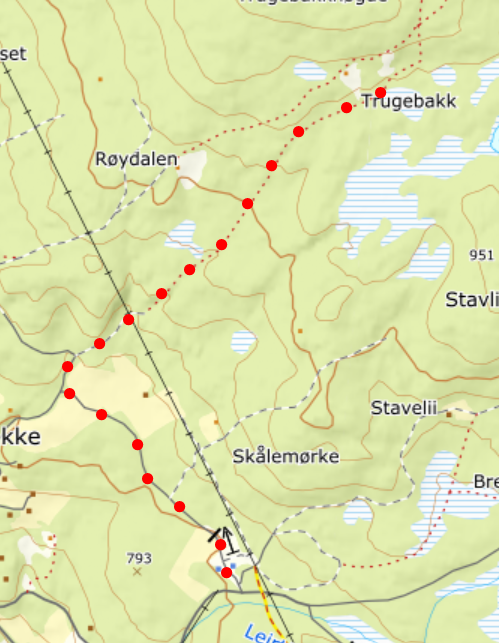 set
Trugebakk
Røydalen
951
Stavli
Stavelii
kke
Skålemørke
Bre
793
Leir